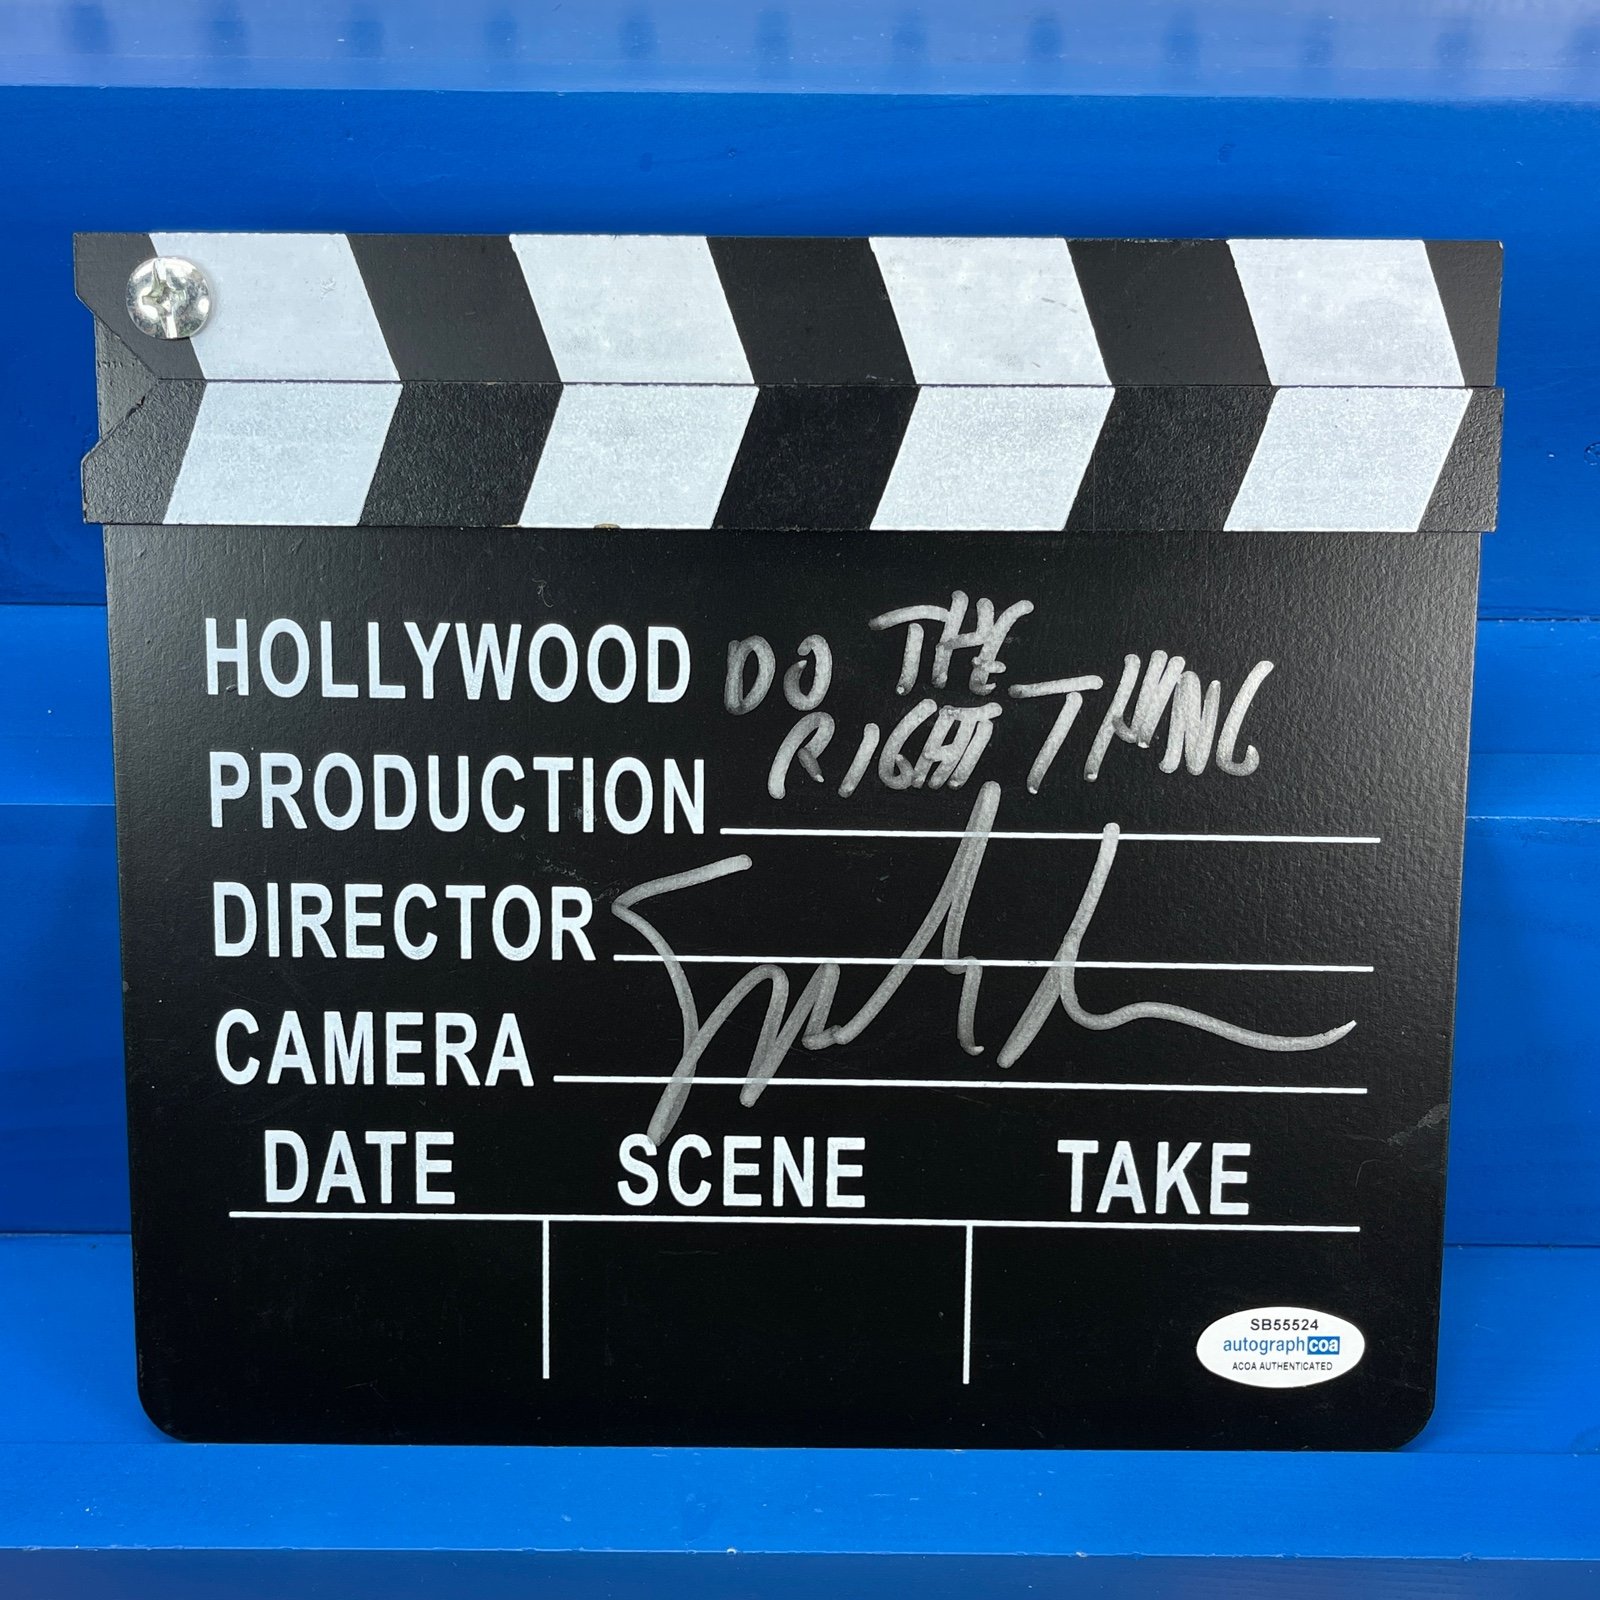 HOLLYWOOD
DO THE
RIGHT THING
PRODUCTION
DIRECTOR
CAMERA
DATE SCENE TAKE
SB55524
autographcoa
ACOA AUTHENTICATED